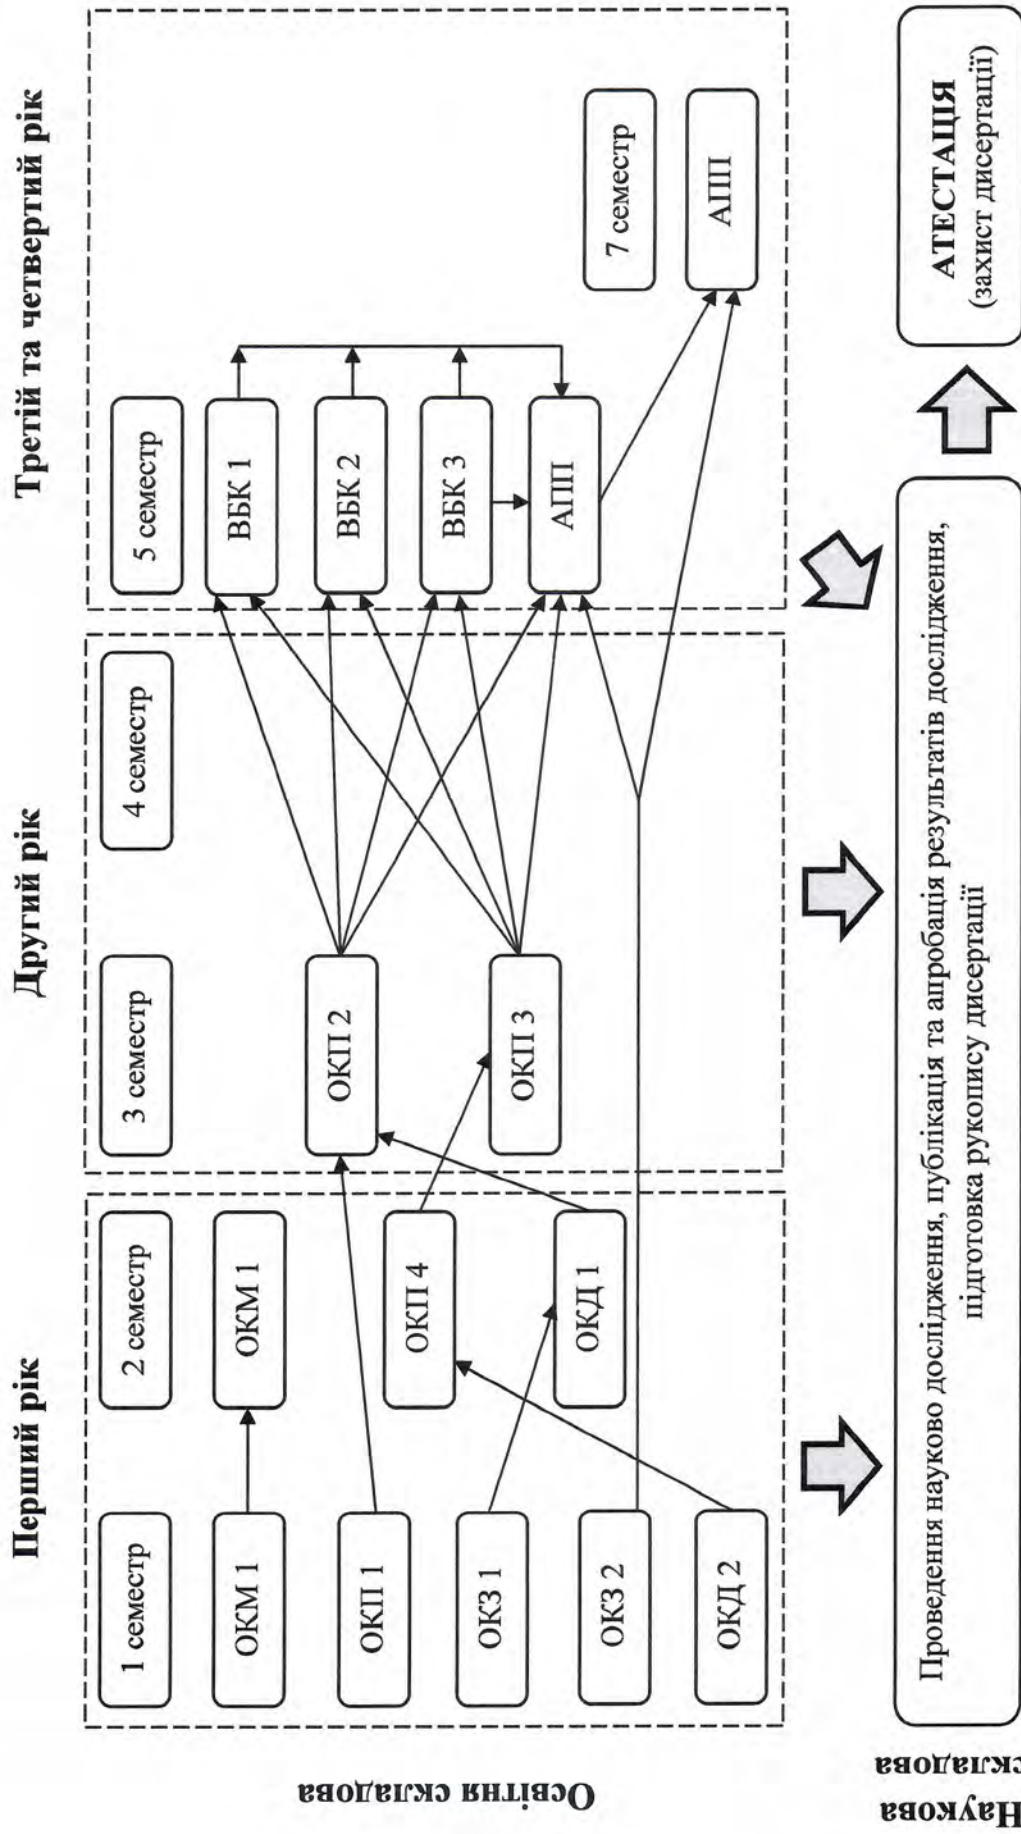 Перший рік
Другий рік
Третій та четвертий рік
Освітня складова
1 семестр
ОКМ 1
ОКП 1
ОКЗ 1
ОКЗ 2
ОКД 2
2 семестр
ОКМ 1
ОКП 4
ОКД 1
3 семестр
ОКП 2
ОКП 3
4 семестр
5 семестр
ВБК 1
ВБК 2
ВБК 3
АПП
7 семестр
АПП
Наукова
складова
Проведення науково дослідження, публікація та апробація результатів дослідження,
підготовка рукопису дисертації
АТЕСТАЦІЯ
(захист дисертації)